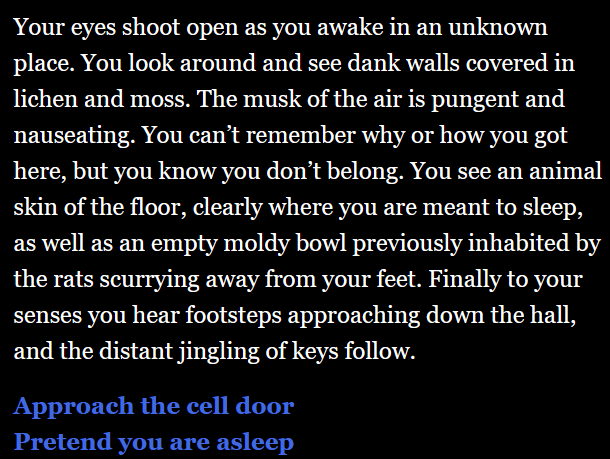 Your eyes shoot open as you awake in an unknown
place. You look around and see dank walls covered in
lichen and moss. The musk of the air is pungent and
nauseating. You can’t remember why or how you got
here, but you know you don’t belong. You see an animal
skin of the floor, clearly where you are meant to sleep,
as well as an empty moldy bowl previously inhabited by
the rats scurrying away from your feet. Finally to your
senses you hear footsteps approaching down the hall,
and the distant jingling of keys follow.
Approach the cell door
Pretend you are asleep